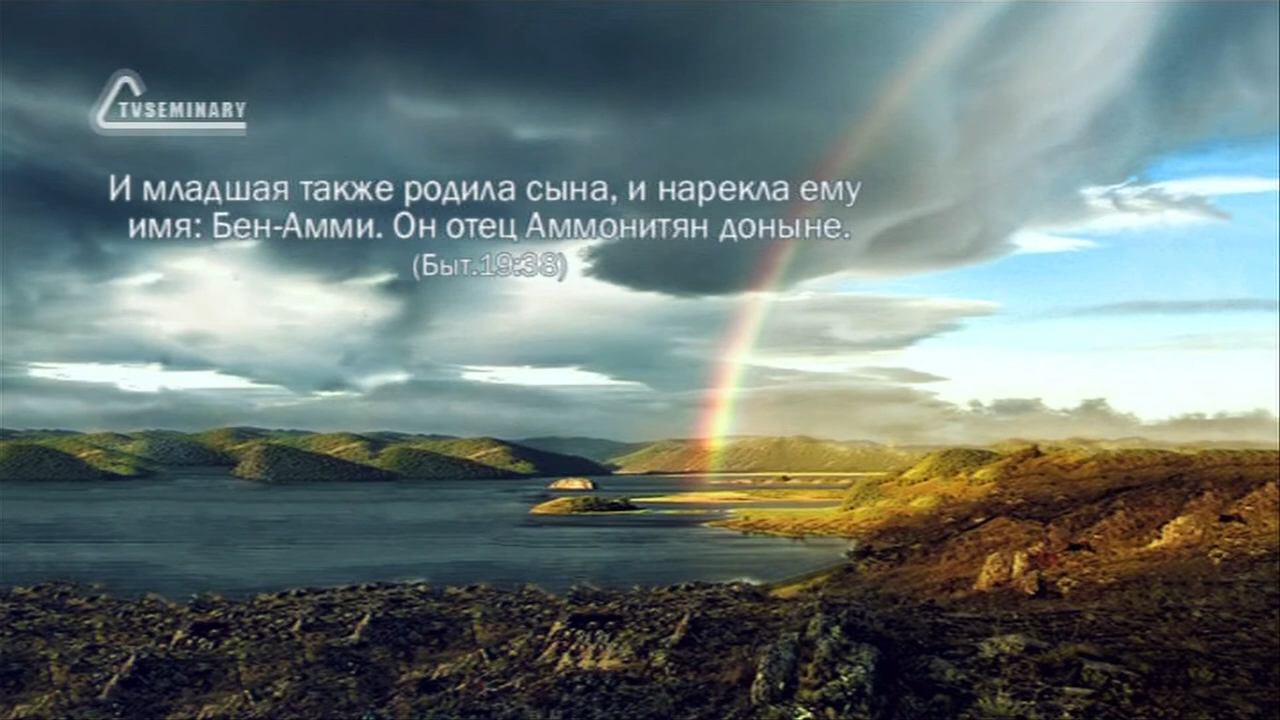 TVSEMINARY
И младшая также родила сына, и нарекла ему
имя: Бен-Амми. Он отец Аммонитян доныне.
(Быт.19:38)